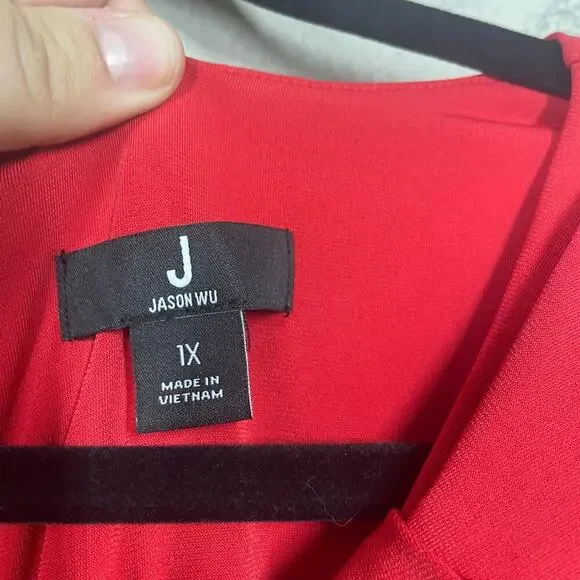 J
JASON WU
1X
MADE IN
VIETNAM